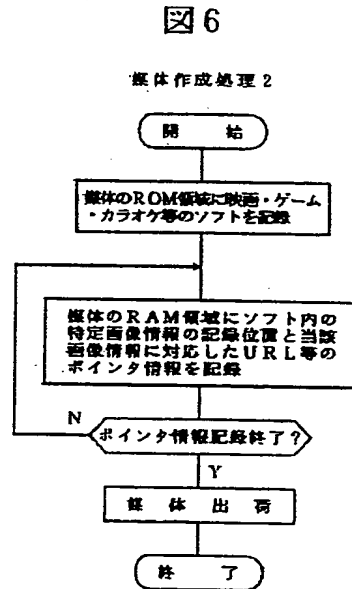 図6
媒体作成処理2
開始
媒体のROM領域に映画・ゲーム
・カラオケ等のソフトを記録
媒体のRAM領域にソフト内の
特定画像情報の記録位置と当該
画像情報に対応したURL等の
ポインタ情報を記録
N
ポインタ情報記録終了?
Y
媒体出荷
終了